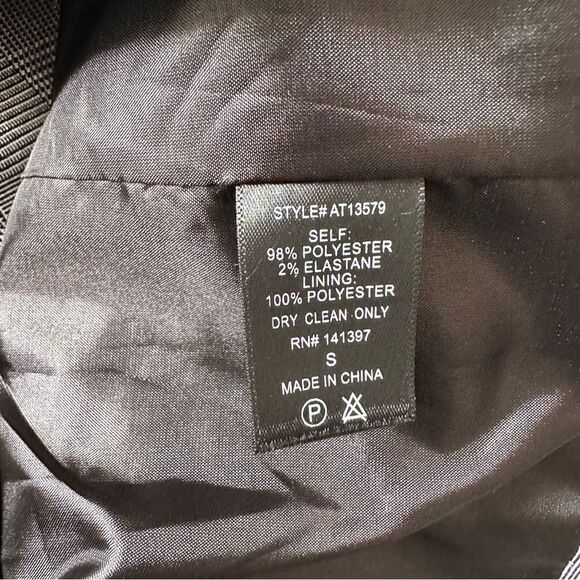 STYLE# AT13579
SELF:
98% POLYESTER
2% ELASTANE
LINING:
100% POLYESTER
DRY CLEAN ONLY
RN# 141397
S
MADE IN CHINA
P